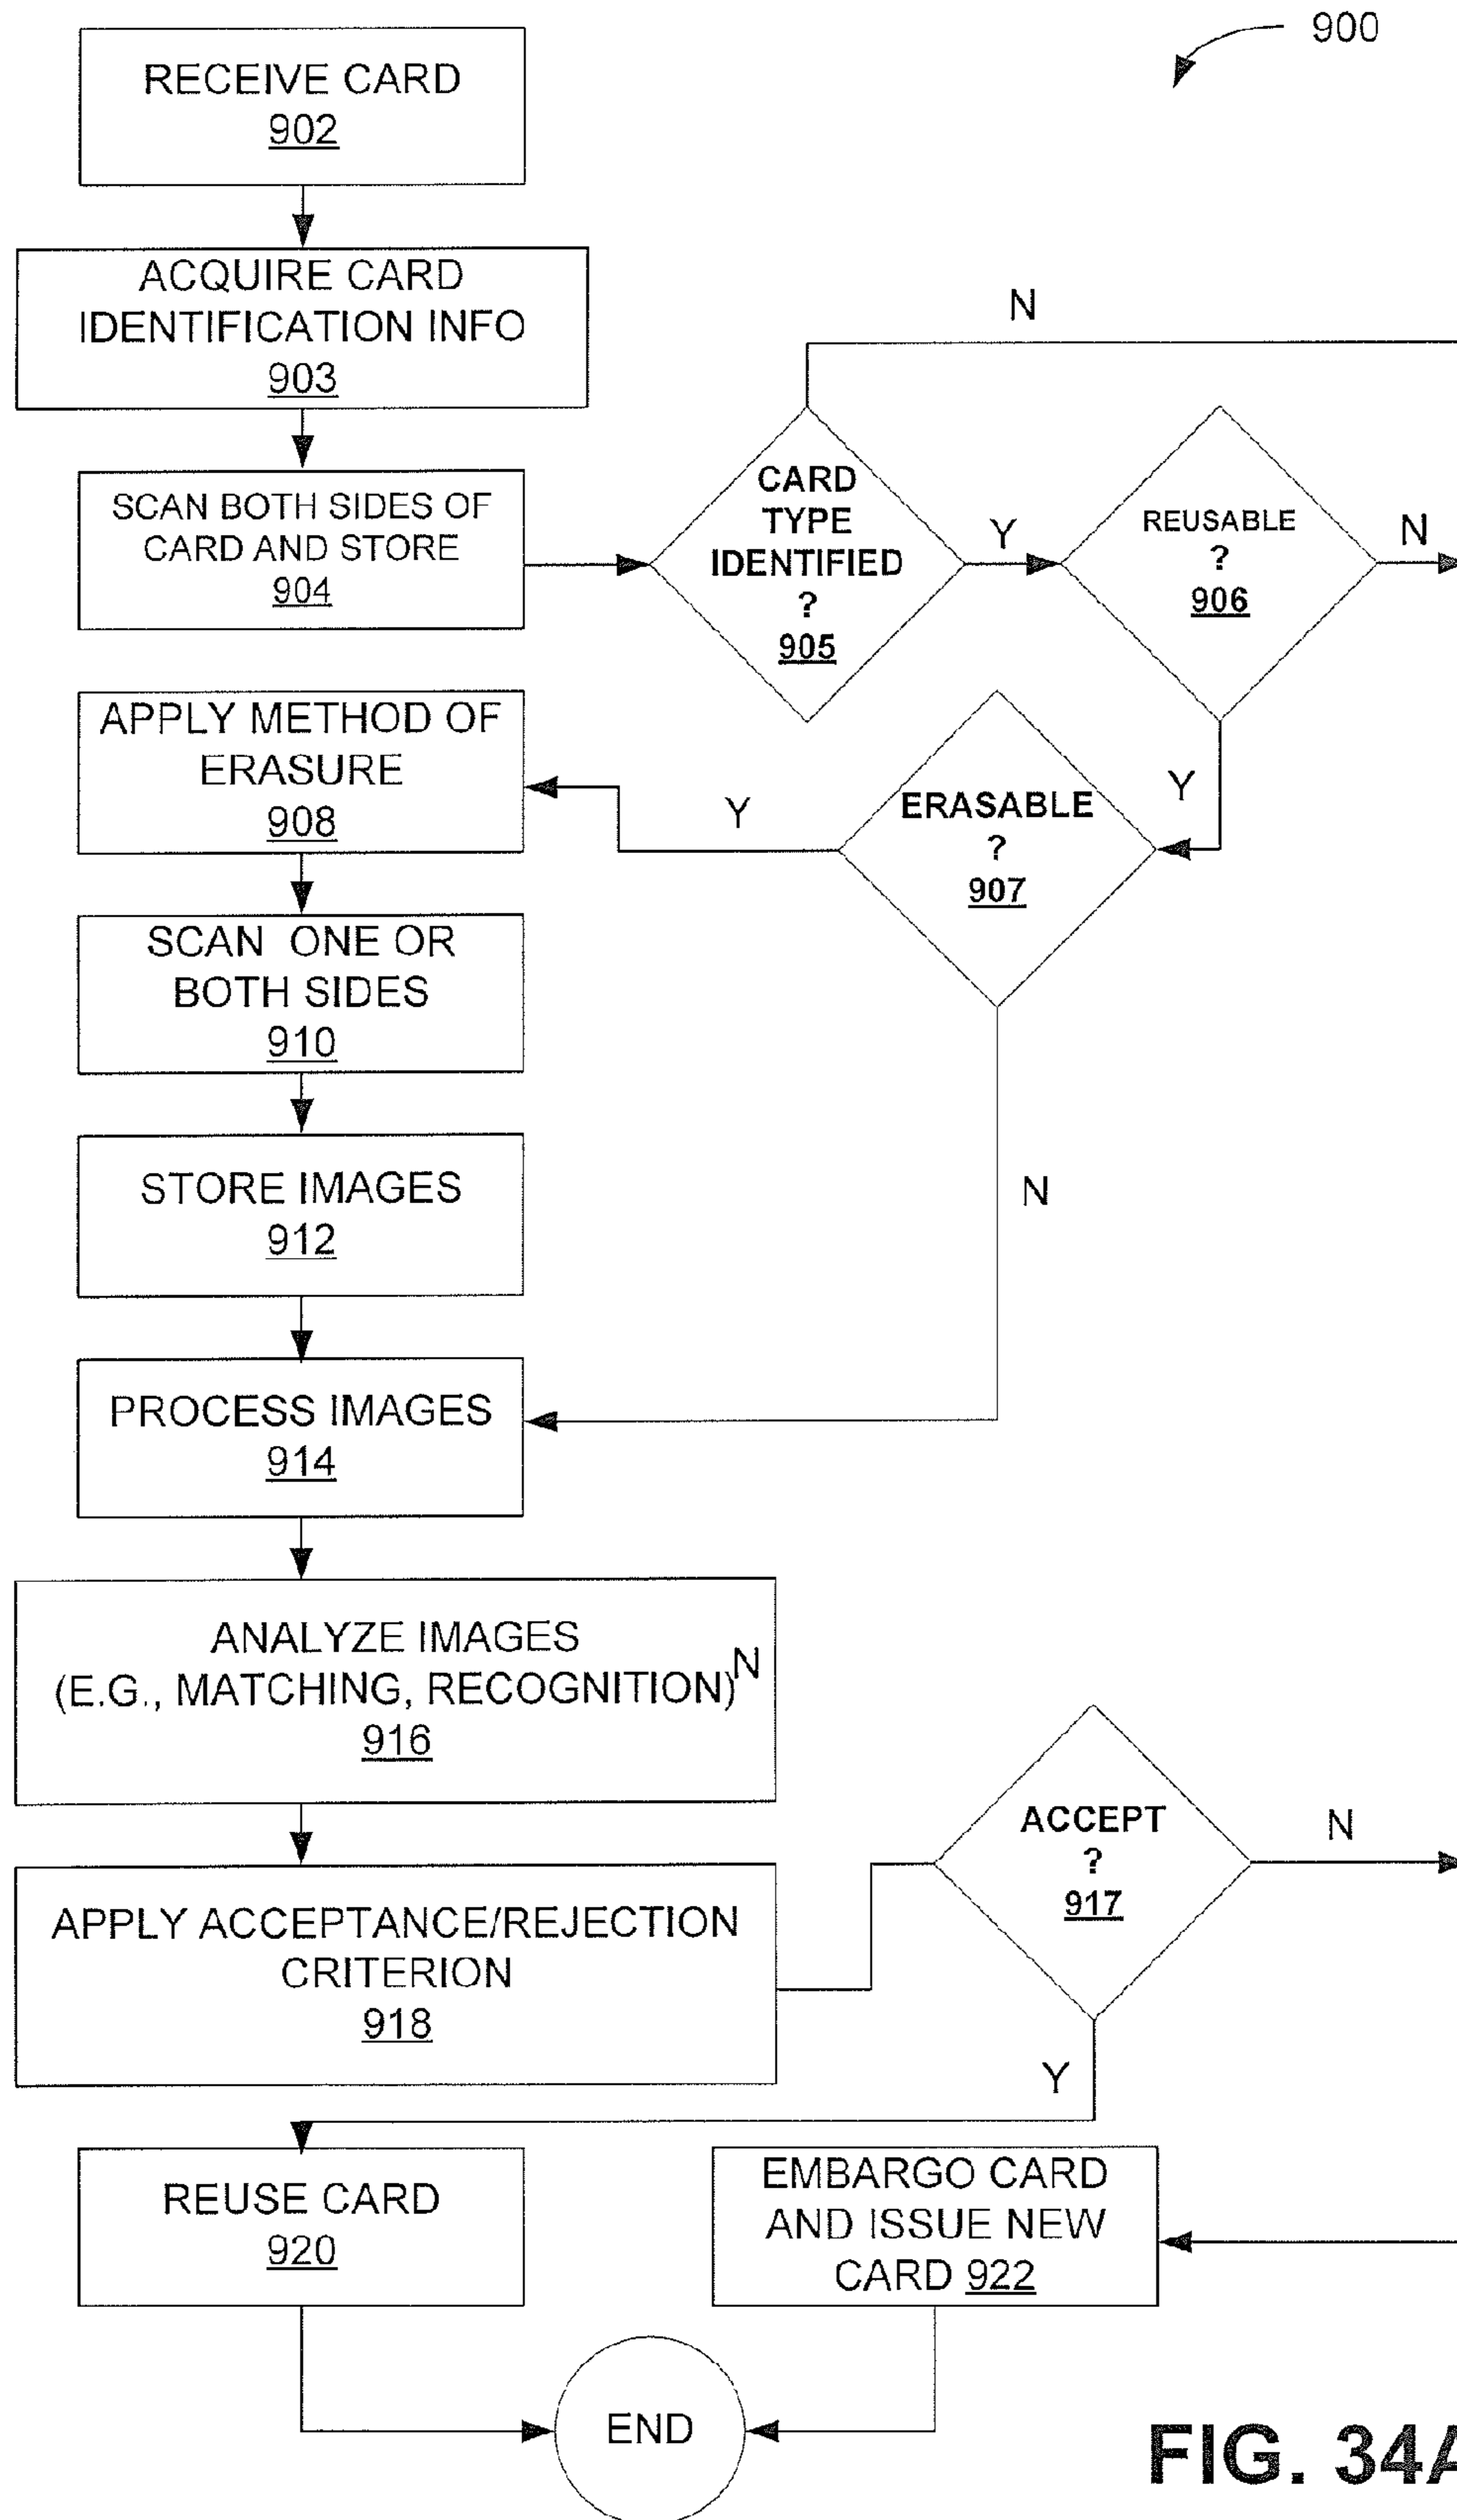 900
RECEIVE CARD
902
ACQUIRE CARD
IDENTIFICATION INFO
903
N
SCAN BOTH SIDES OF
CARD AND STORE
904
CARD
TYPE
IDENTIFIED
?
905
Y
REUSABLE
?
906
N
Y
ERASABLE
?
907
Y
N
APPLY METHOD OF
ERASURE
908
SCAN ONE OR
BOTH SIDES
910
STORE IMAGES
912
PROCESS IMAGES
914
ANALYZE IMAGES
(E.G., MATCHING, RECOGNITION)
N
916
APPLY ACCEPTANCE/REJECTION
CRITERION
918
ACCEPT
?
917
N
Y
REUSE CARD
920
EMBARGO CARD
AND ISSUE NEW
CARD 922
END
FIG. 34A